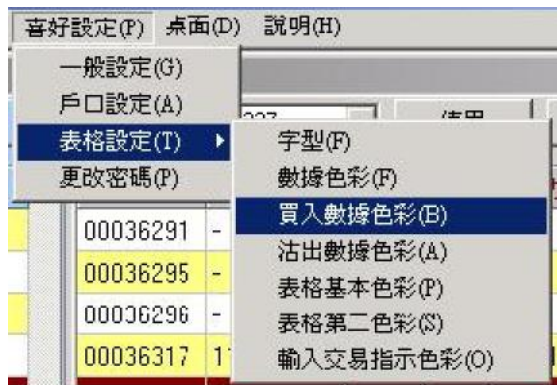 喜好設定(P) 桌面(D) 說明(H)
一般設定(G)
戶口設定(A)
表格設定(T)
更改密碼(P)
字型(F)
數據色彩(F)
買入數據色彩(B)
沽出數據色彩(A)
表格基本色彩(P)
表格第二色彩(S)
輸入交易指示色彩(O)
00036291 -
00036295 -
00036296 -
00036317